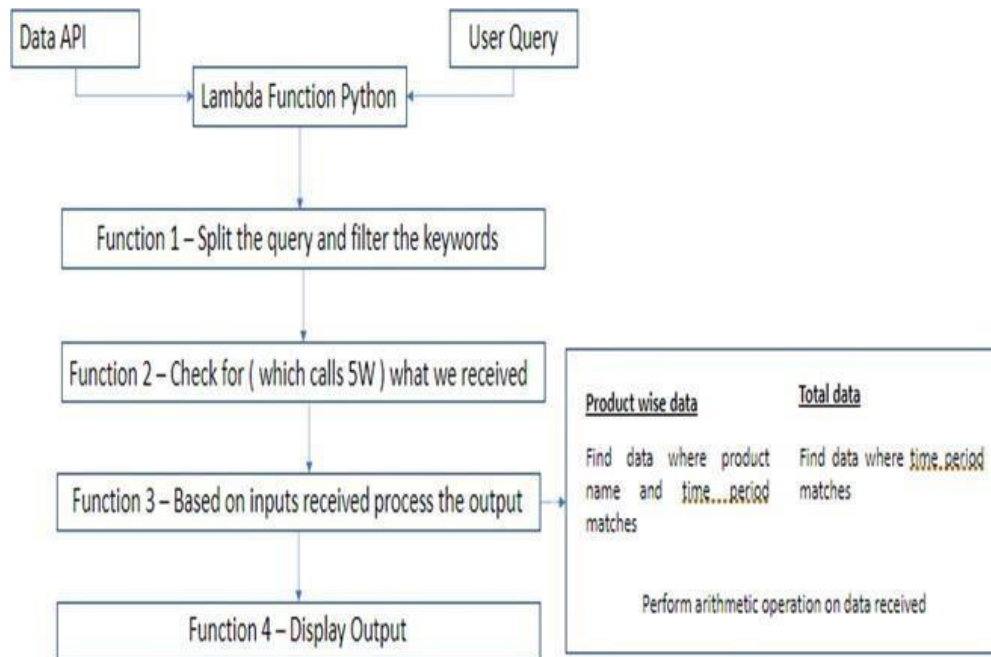 Data API
User Query
Lambda Function Python
Function 1 – Split the query and filter the keywords
Function 2 – Check for ( which calls 5W ) what we received
Function 3 – Based on inputs received process the output
Function 4 – Display Output
Product wise data
Find data where product
name and time period
matches
Total data
Find data where time period
matches
Perform arithmetic operation on data received